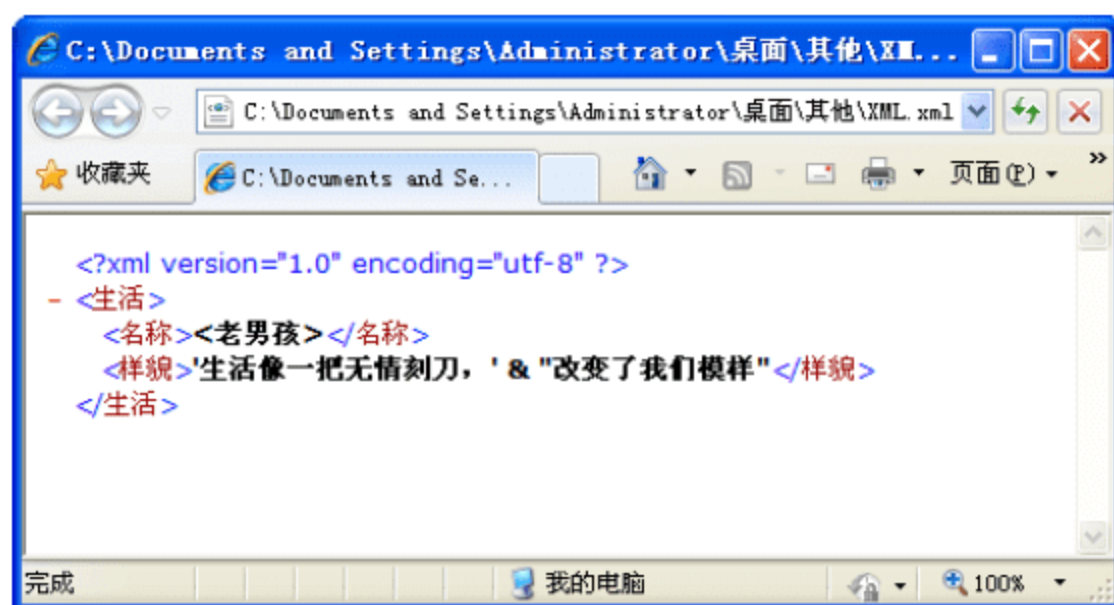 C:\Documents and Settings\Administrator\桌面\其他\XM...
C:\Documents and Settings\Administrator\桌面\其他\XML.xml
收藏夹 C:\Documents and Se... 页面(P) »
<?xml version="1.0" encoding="utf-8" ?>
- <生活>
<名称><老男孩></名称>
<样貌>'生活像一把无情刻刀，' & "改变了我们模样"</样貌>
</生活>
完成 我的电脑 100%